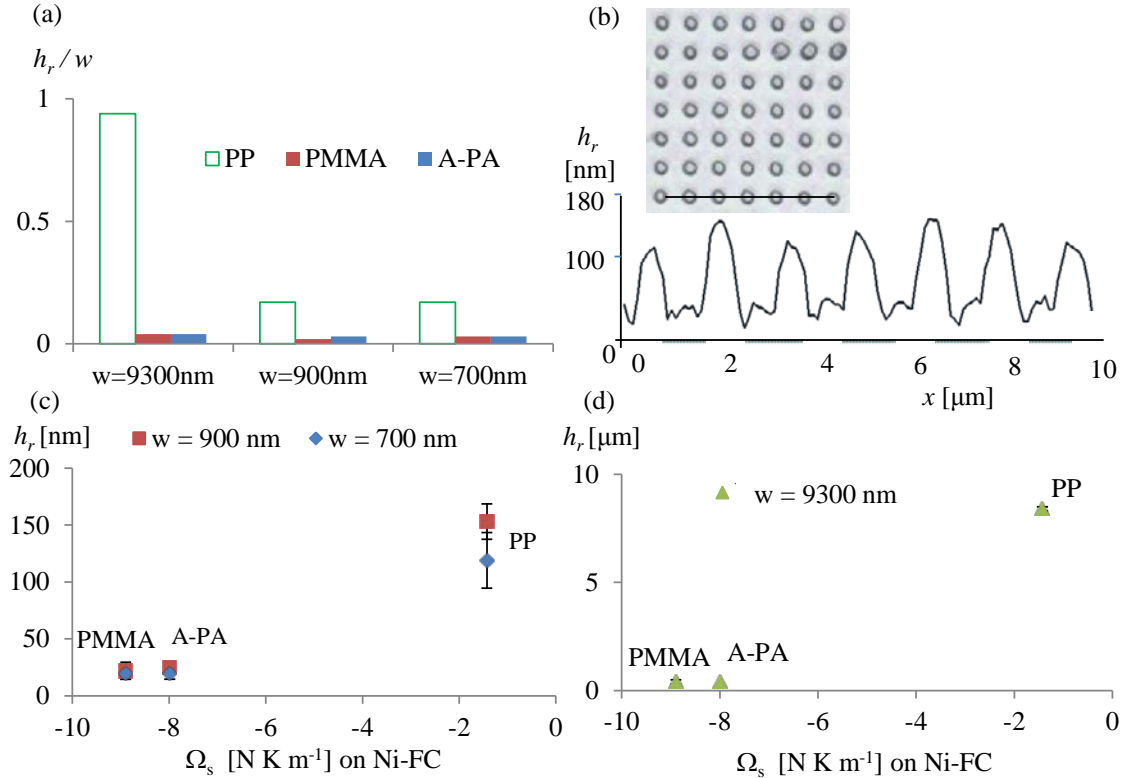 (a)
h_r / w
1
0.5
0
PP PMMA A-PA
w=9300nm w=900nm w=700nm
(b)
h_r
[nm]
180
100
0
0 2 4 6 8 10
x [μm]
(c)
h_r [nm]
w = 900 nm w = 700 nm
200
150
100
50
0
PMMA A-PA PP
-10 -8 -6 -4 -2 0
Ω_s [N K m⁻¹] on Ni-FC
(d)
h_r [μm]
w = 9300 nm
10
5
0
PMMA A-PA PP
-10 -8 -6 -4 -2 0
Ω_s [N K m⁻¹] on Ni-FC